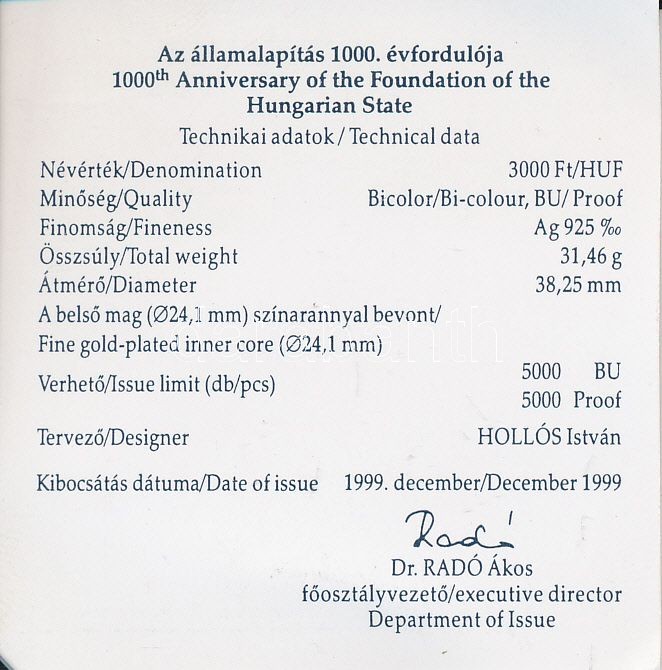 Az államalapítás 1000. évfordulója
1000th Anniversary of the Foundation of the
Hungarian State
Technikai adatok / Technical data
Névérték/Denomination 3000 Ft/HUF
Minőség/Quality Bicolor/Bi-colour, BU/ Proof
Finomság/Fineness Ag 925 ‰
Összsúly/Total weight 31,46 g
Átmérő/Diameter 38,25 mm
A belső mag (Ø24,1 mm) színarannyal bevont/
Fine gold-plated inner core (Ø24,1 mm)
Verhető/Issue limit (db/pcs) 5000 BU
5000 Proof
Tervező/Designer HOLLÓS István
Kibocsátás dátuma/Date of issue 1999. december/December 1999
Radó
Dr. RADÓ Ákos
főosztályvezető/executive director
Department of Issue